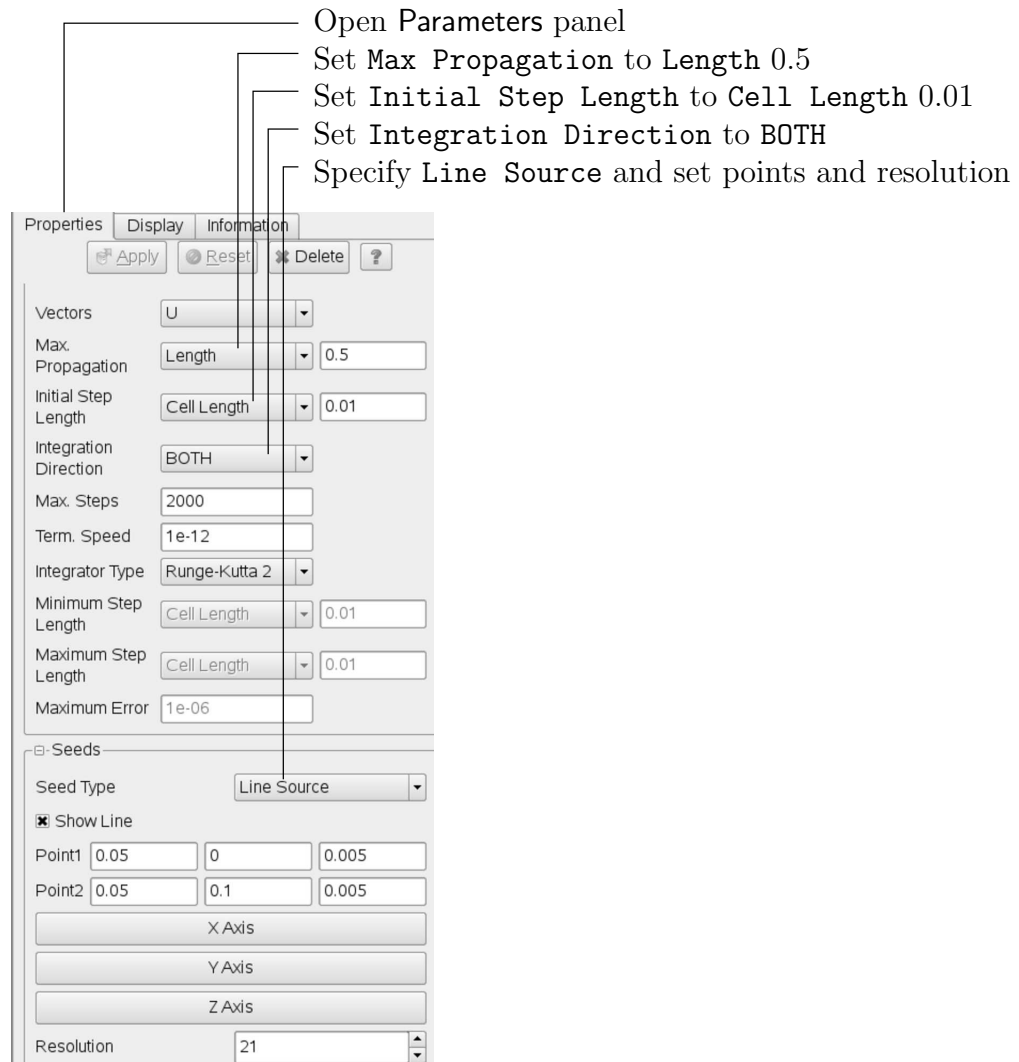 Open Parameters panel
Set Max Propagation to Length 0.5
Set Initial Step Length to Cell Length 0.01
Set Integration Direction to BOTH
Specify Line Source and set points and resolution
Properties Display Information
Apply Reset Delete ?
Vectors U
Max.
Propagation Length 0.5
Initial Step
Length Cell Length 0.01
Integration
Direction BOTH
Max. Steps 2000
Term. Speed 1e-12
Integrator Type Runge-Kutta 2
Minimum Step
Length Cell Length 0.01
Maximum Step
Length Cell Length 0.01
Maximum Error 1e-06
Seeds
Seed Type Line Source
Show Line
Point1 0.05 0 0.005
Point2 0.05 0.1 0.005
X Axis
Y Axis
Z Axis
Resolution 21